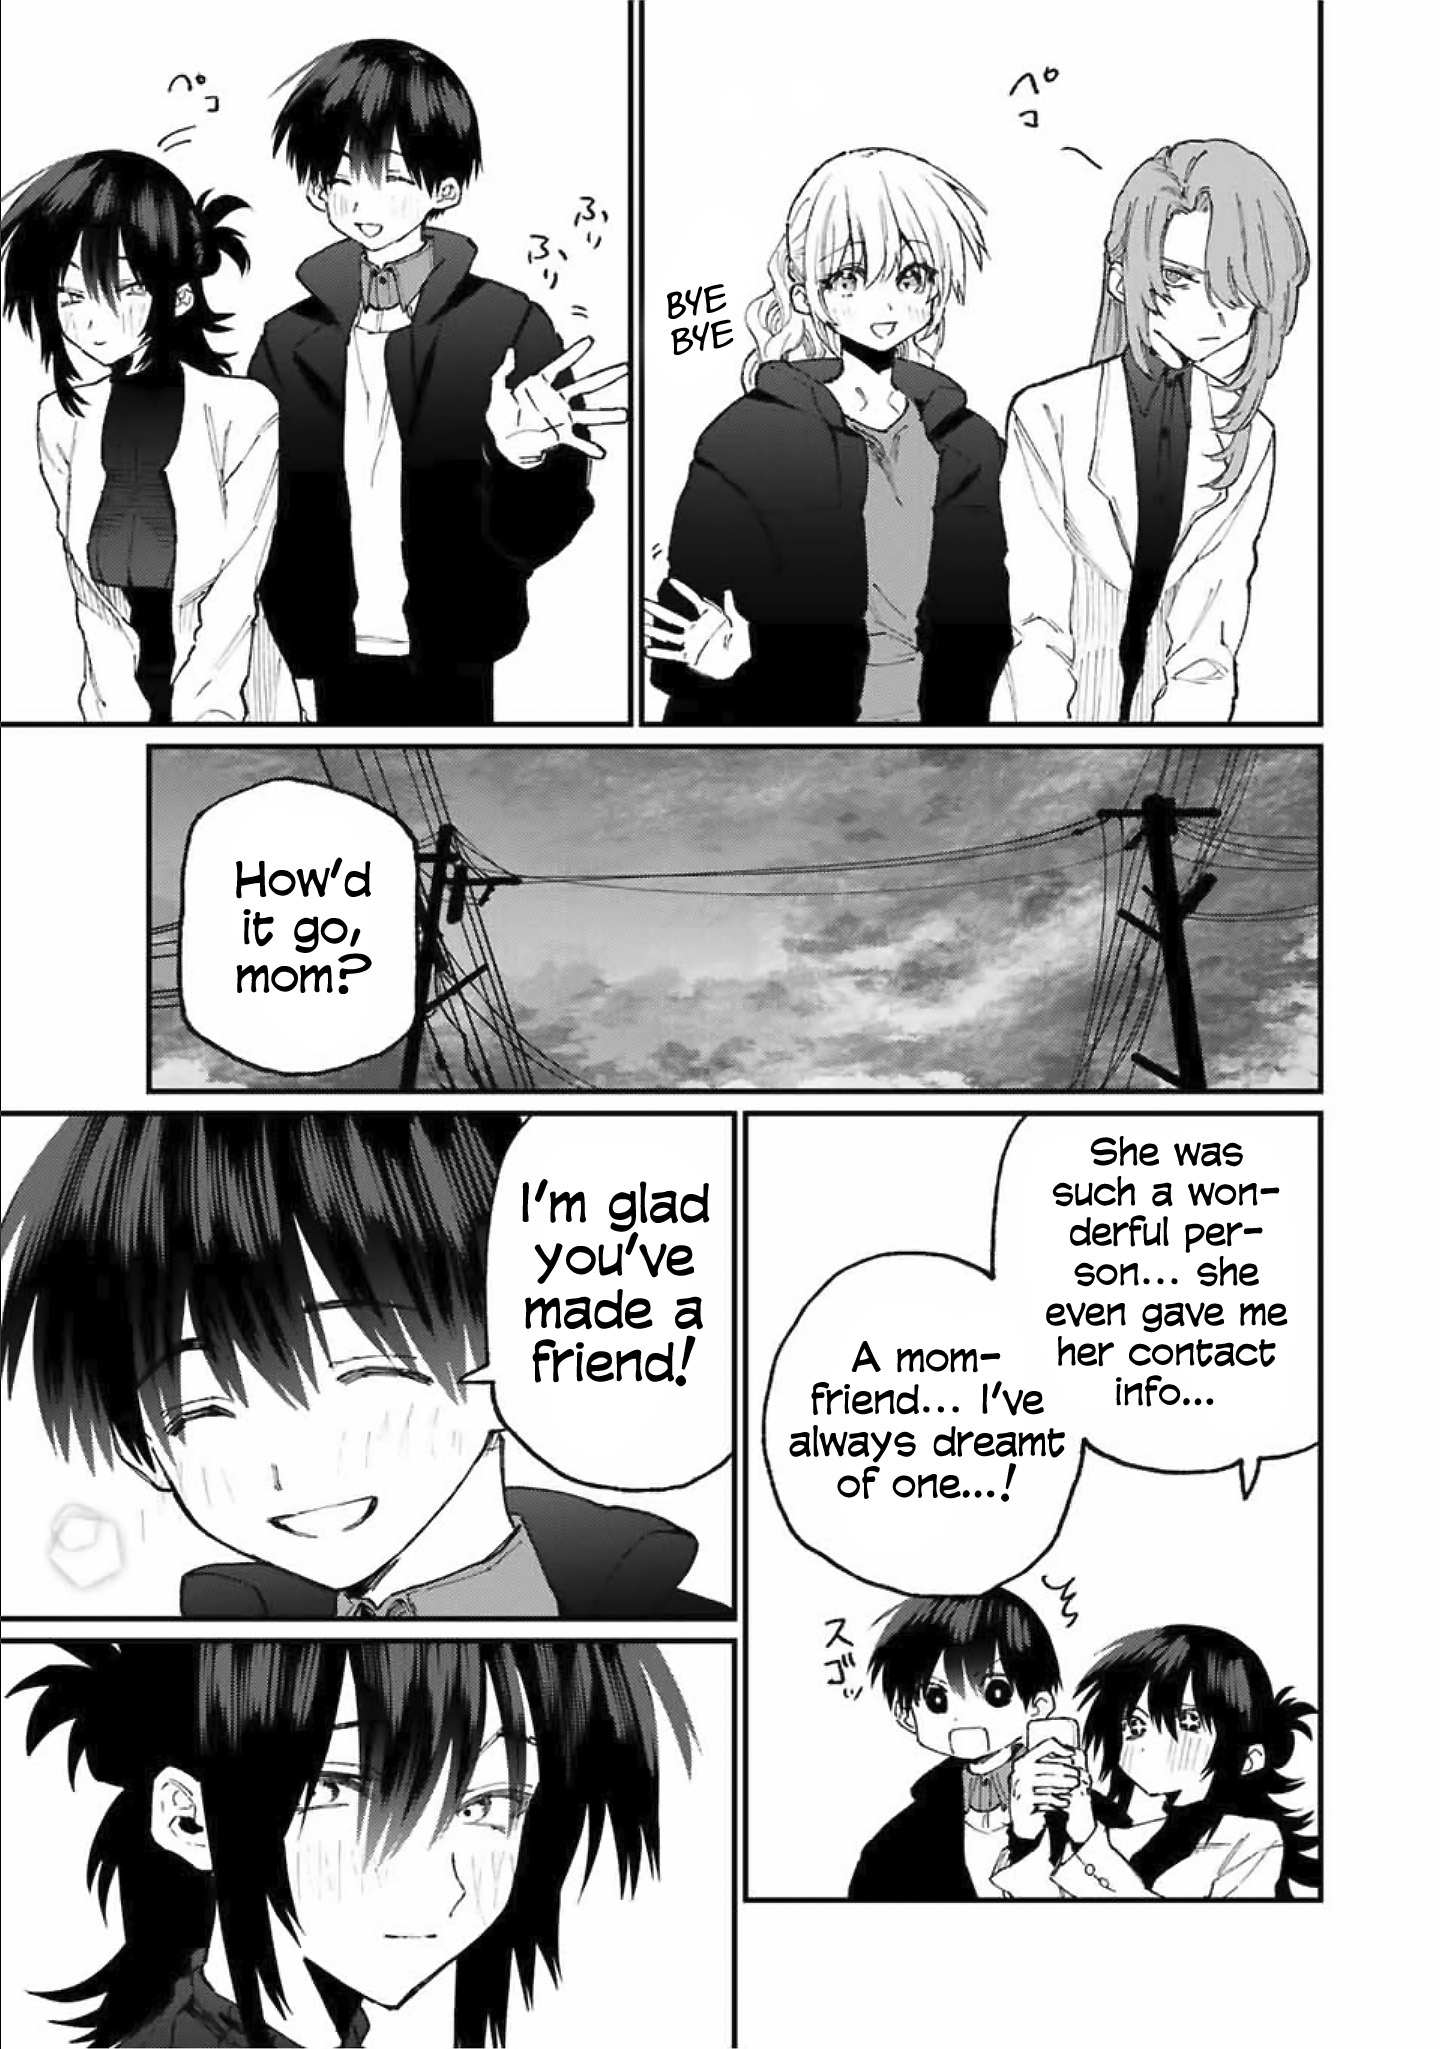 ペ
コ
BYE
BYE
ペ
コ
ふり
ふり
How'd
it go,
mom?
She was
such a won-
derful per-
son... she
even gave me
her contact
info...
A mom-
friend... I've
always dreamt
of one...!
スゴッ
I'm glad
you've
made a
friend!